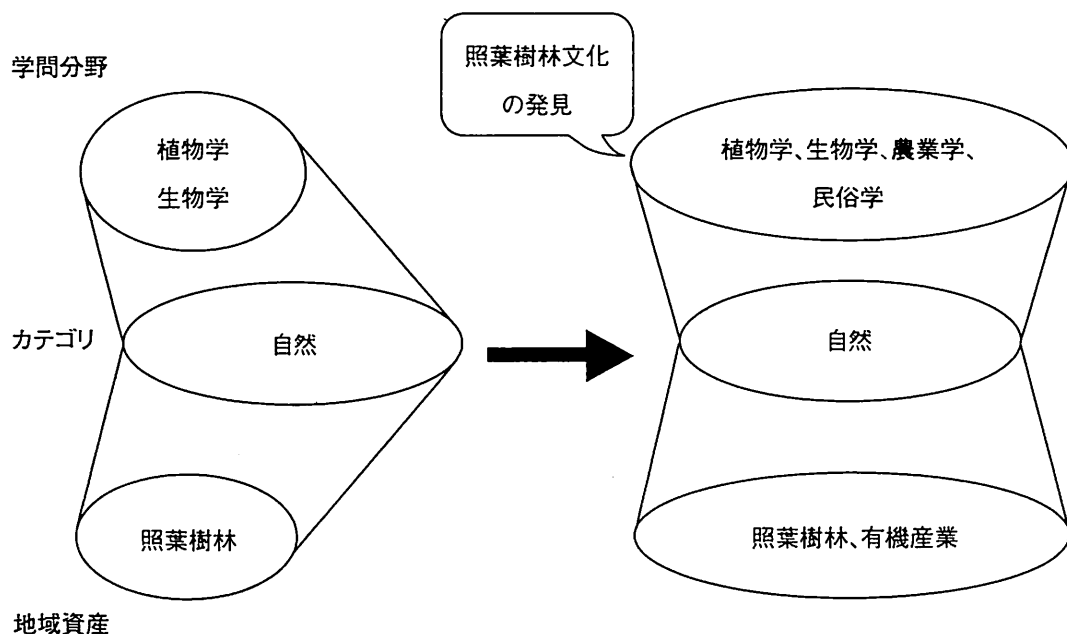 学問分野
植物学
生物学
カテゴリ
自然
照葉樹林
地域資産
照葉樹林文化
の発見
植物学、生物学、農業学、
民俗学
自然
照葉樹林、有機産業